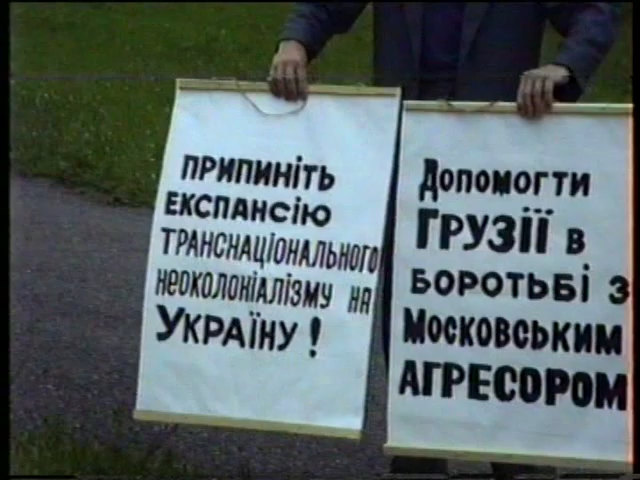 ПРИПИНІТЬ
ЕКСПАНСІЮ
ТРАНСНАЦІОНАЛЬНОГО
НЕОКОЛОНІАЛІЗМУ НА
УКРАЇНУ !
ДОПОМОГТИ
ГРУЗІЇ В
БОРОТЬБІ З
МОСКОВСЬКИМ
АГРЕСОРОМ